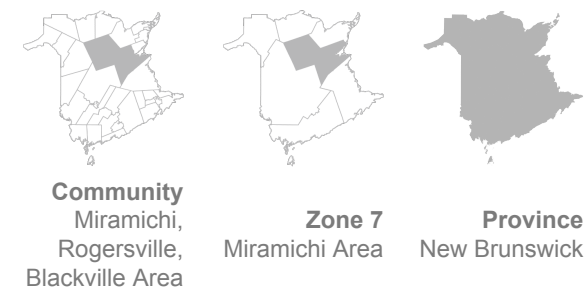 Community
Miramichi,
Rogersville,
Blackville Area
Zone 7
Miramichi Area
Province
New Brunswick